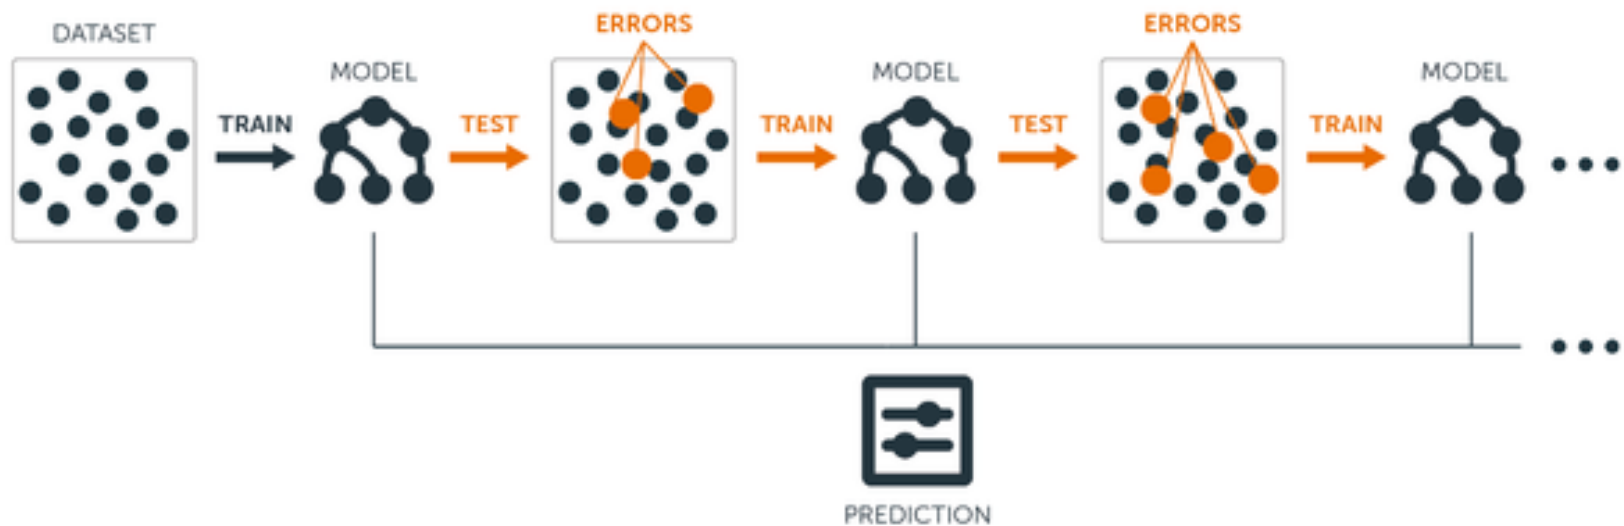 DATASET
TRAIN
MODEL
TEST
ERRORS
TRAIN
MODEL
TEST
ERRORS
TRAIN
MODEL
PREDICTION